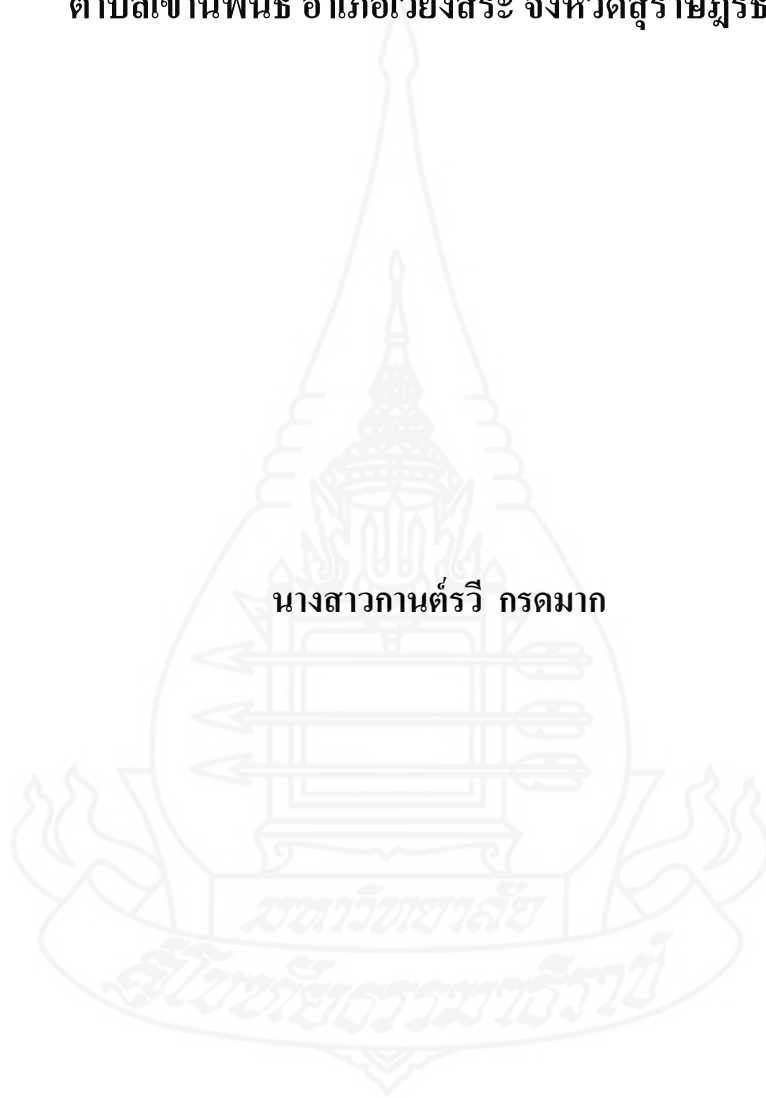 ตำบลเขานิพันธ์ อำเภอเวียงสระ จังหวัดสุราษฎร์ธ
นางสาวกานต์รวี กรดมาก
มหาวิทยาลัย
สุโขทัยธรรมาธิราช